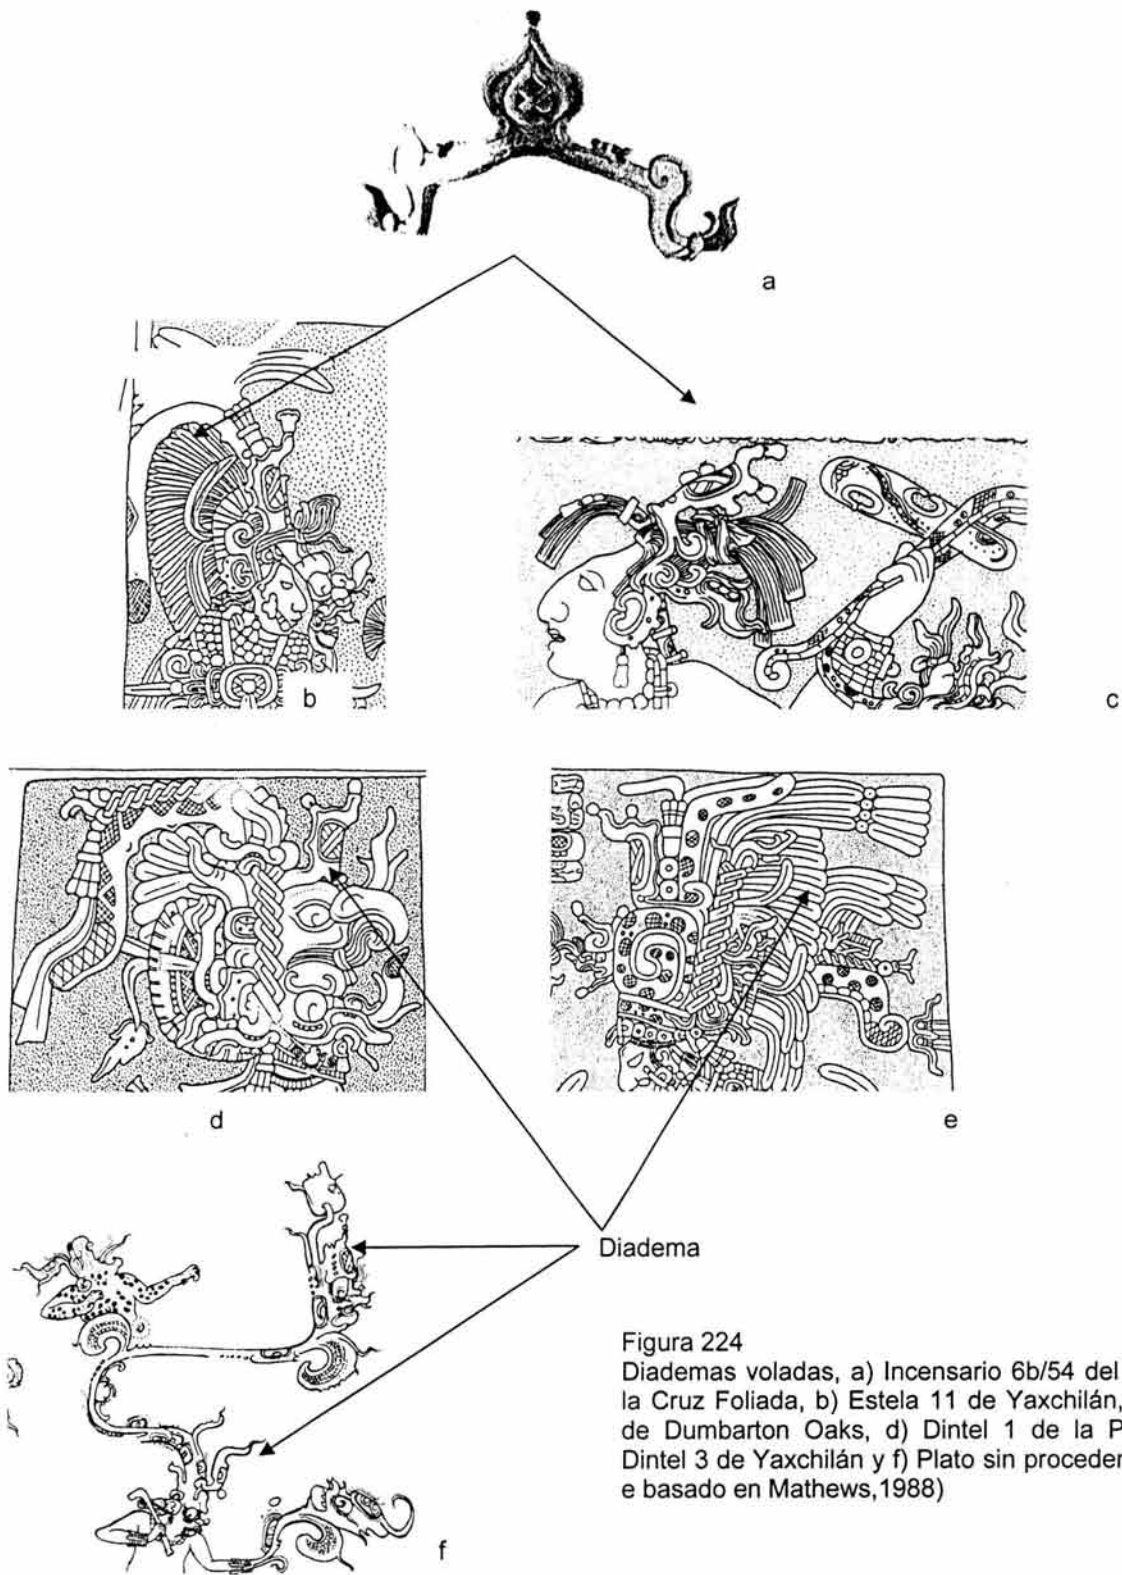 a
b
c
d
e
Diadema
f
Figura 224
Diademas voladas, a) Incensario 6b/54 del
la Cruz Foliada, b) Estela 11 de Yaxchilán,
de Dumbarton Oaks, d) Dintel 1 de la P
Dintel 3 de Yaxchilán y f) Plato sin proceder
e basado en Mathews,1988)